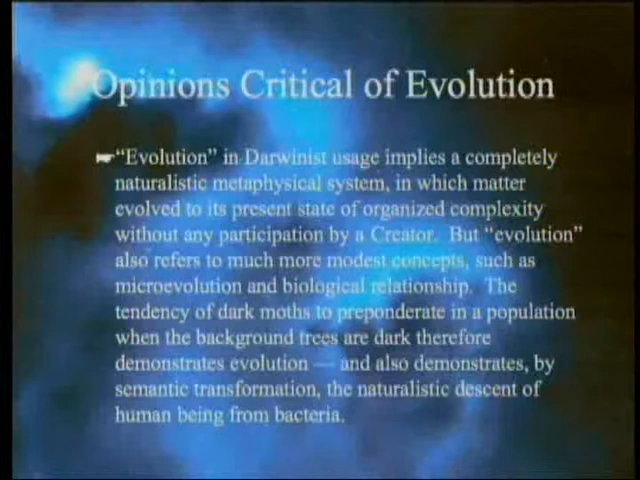 Opinions Critical of Evolution
☛“Evolution” in Darwinist usage implies a completely
naturalistic metaphysical system, in which matter
evolved to its present state of organized complexity
without any participation by a Creator. But “evolution”
also refers to much more modest concepts, such as
microevolution and biological relationship. The
tendency of dark moths to preponderate in a population
when the background trees are dark therefore
demonstrates evolution — and also demonstrates, by
semantic transformation, the naturalistic descent of
human being from bacteria.